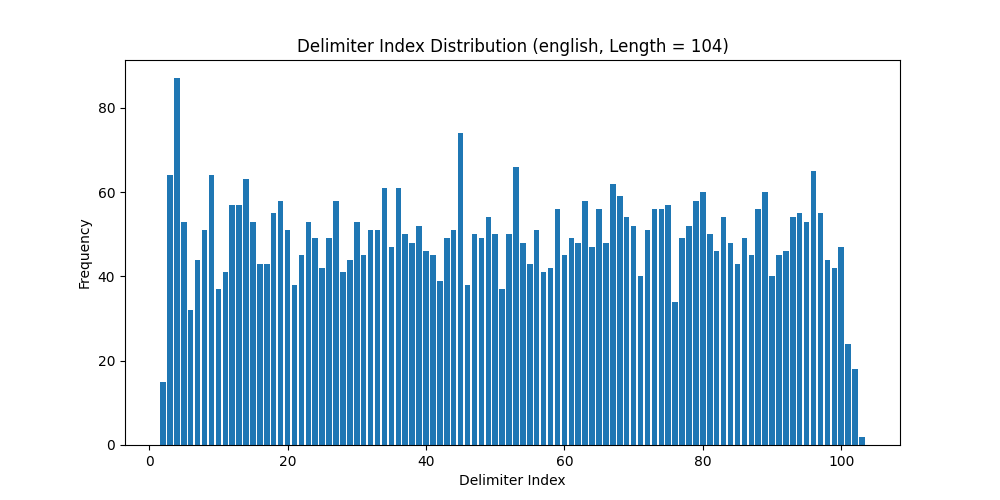 Delimiter Index Distribution (english, Length = 104)
Frequency
80
60
40
20
0
0 20 40 60 80 100
Delimiter Index